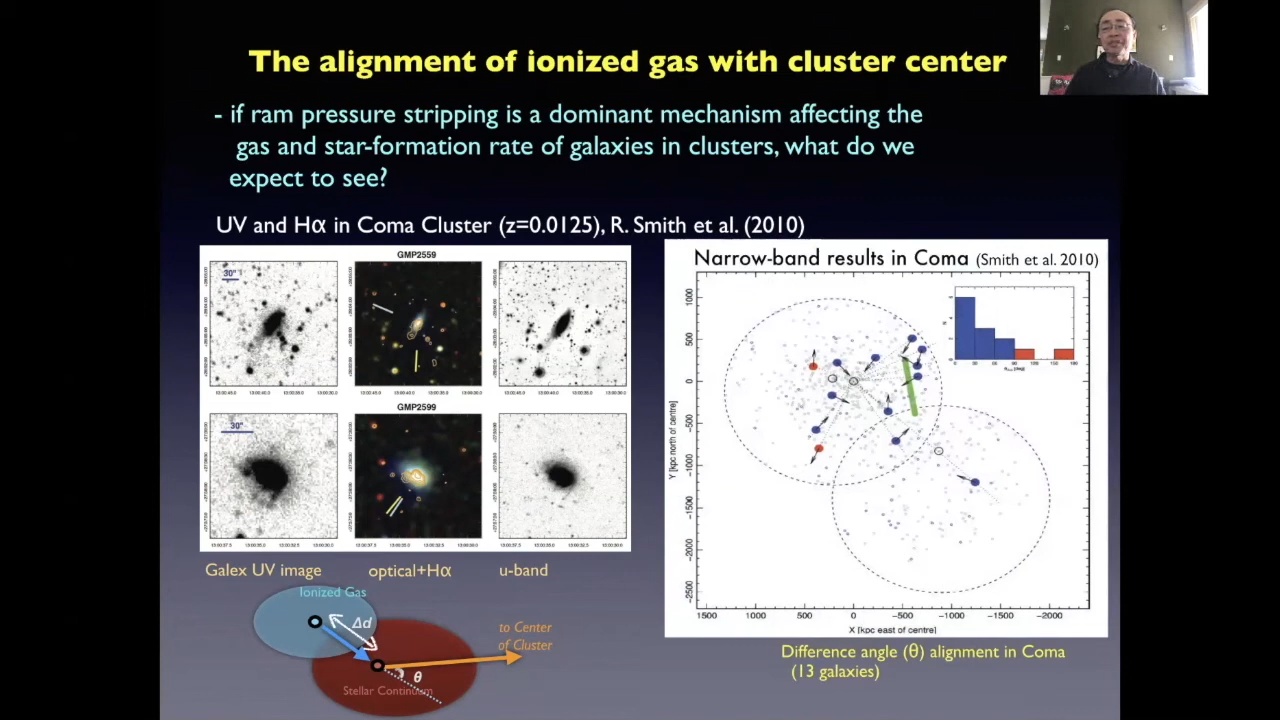 The alignment of ionized gas with cluster center
- if ram pressure stripping is a dominant mechanism affecting the
gas and star-formation rate of galaxies in clusters, what do we
expect to see?
UV and Hα in Coma Cluster (z=0.0125), R. Smith et al. (2010)
GMP2559
30"
GMP2599
30"
Galex UV image
optical+Hα
u-band
Ionized Gas
Δd
to Center
of Cluster
θ
Stellar Continuum
Narrow-band results in Coma (Smith et al. 2010)
Y [kpc north of centre]
1000
500
0
-500
-1000
-1500
-2000
-2500
1500
1000
500
0
-500
-1000
-1500
-2000
X [kpc east of centre]
Difference angle (θ) alignment in Coma
(13 galaxies)